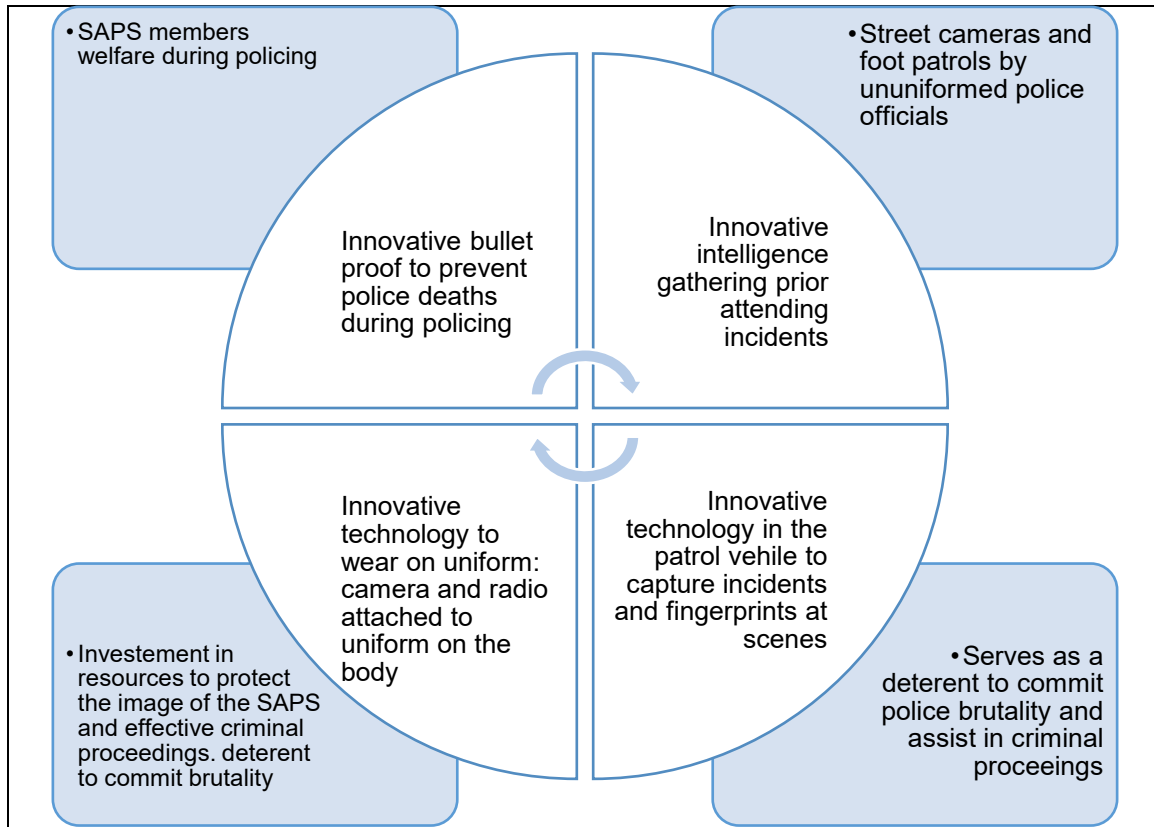 • SAPS members
welfare during policing
• Street cameras and
foot patrols by
ununiformed police
officials
Innovative bullet
proof to prevent
police deaths
during policing
Innovative
intelligence
gathering prior
attending
incidents
Innovative
technology to
wear on uniform:
camera and radio
attached to
uniform on the
body
Innovative
technology in the
patrol vehile to
capture incidents
and fingerprints at
scenes
• Investement in
resources to protect
the image of the SAPS
and effective criminal
proceedings. deterent
to commit brutality
• Serves as a
deterent to commit
police brutality and
assist in criminal
proceeings